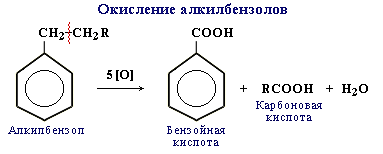 Окисление алкилбензолов
CH₂ CH₂R
COOH
5 [O]
+ RCOOH + H₂O
Алкилбензол
Бензойная кислота
Карбоновая кислота